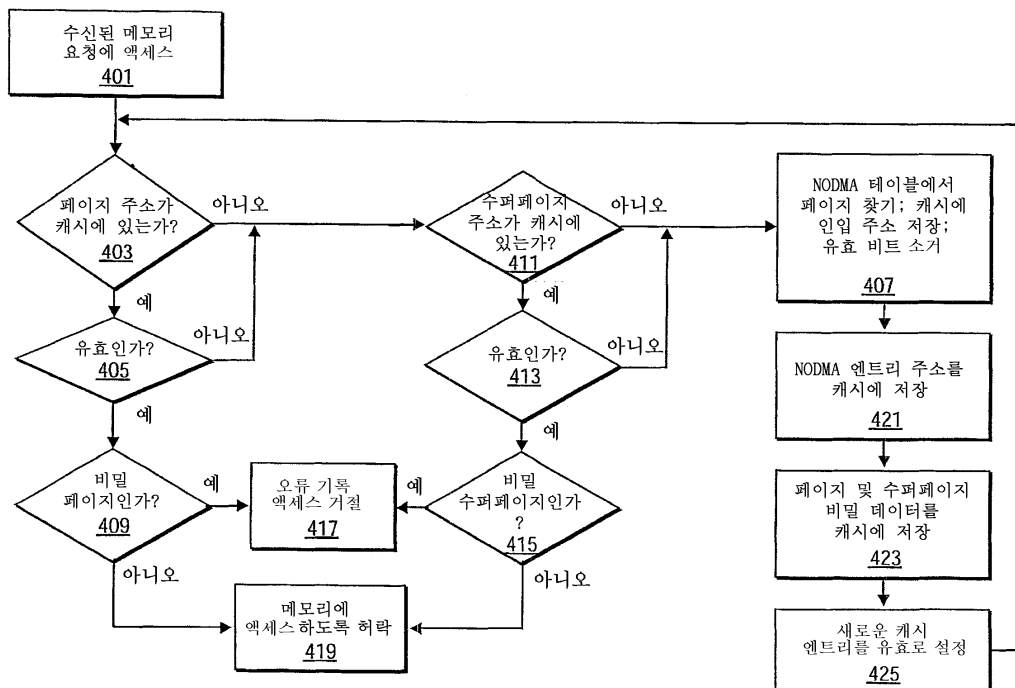 수신된 메모리
요청에 액세스
401
페이지 주소가
캐시에 있는가?
403
아니오
예
유효인가?
405
아니오
예
비밀
페이지인가?
409
예
아니오
수퍼페이지
주소가 캐시에
있는가?
411
아니오
예
유효인가?
413
아니오
아니오
예
비밀
수퍼페이지인가
?
415
예
아니오
오류 기록
액세스 거절
417
메모리에
액세스하도록 허락
419
NODMA 테이블에서
페이지 찾기; 캐시에
인입 주소 저장;
유효 비트 소거
407
NODMA 엔트리 주소를
캐시에 저장
421
페이지 및 수퍼페이지
비밀 데이터를
캐시에 저장
423
새로운 캐시
엔트리를 유효로 설정
425